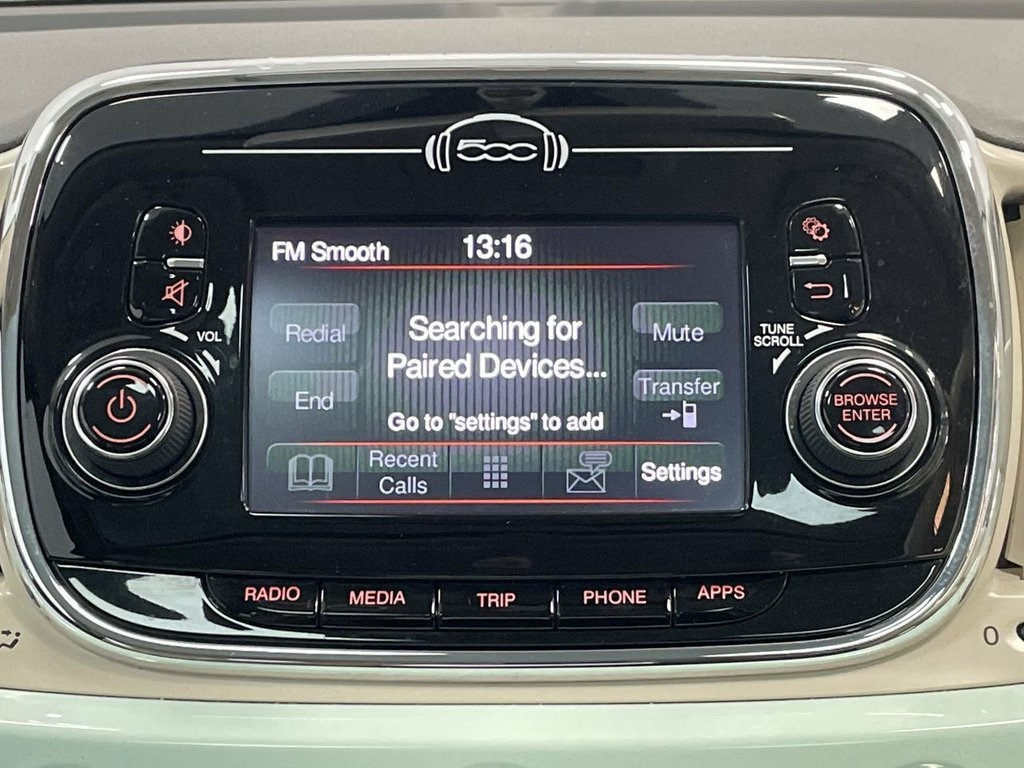 500
FM Smooth
13:16
VOL
Redial
Searching for
Paired Devices...
Mute
TUNE
SCROLL
End
Transfer
BROWSE
ENTER
Go to "settings" to add
Recent
Calls
Settings
RADIO
MEDIA
TRIP
PHONE
APPS
0